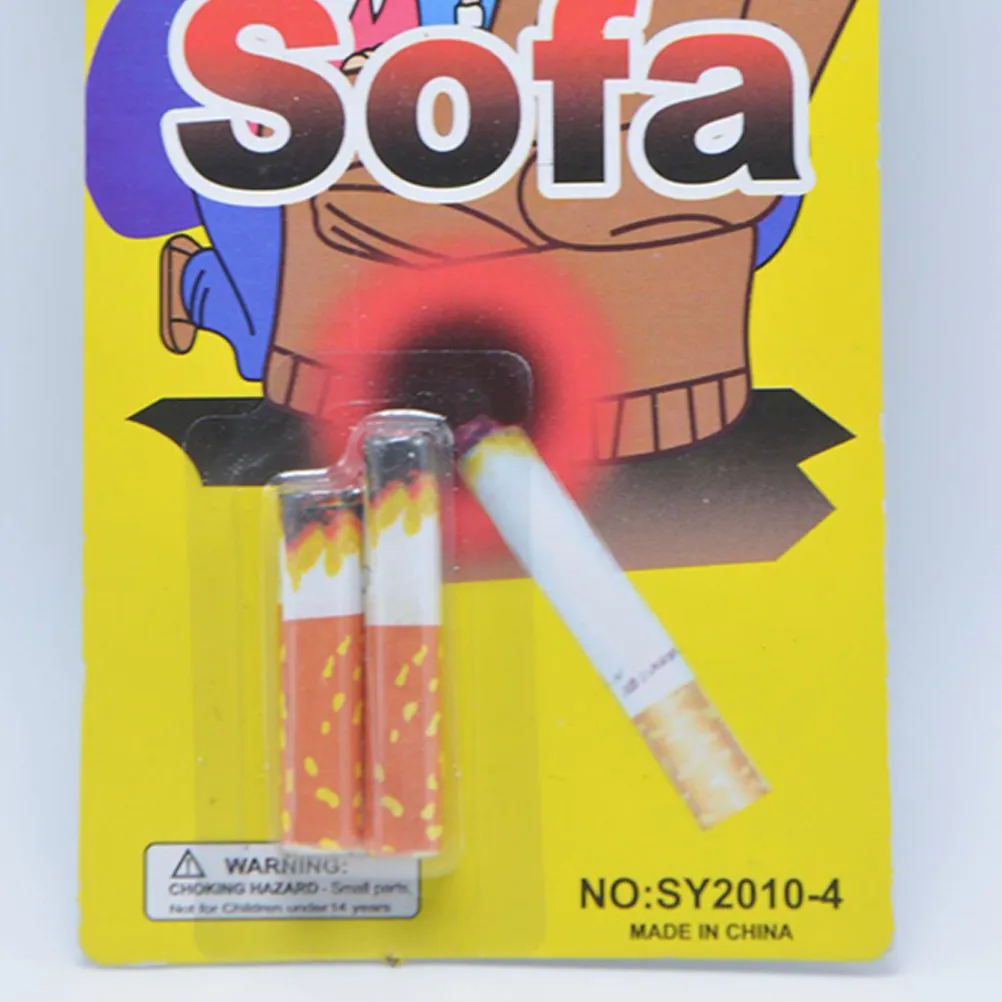 Sofa
WARNING:
CHOKING HAZARD - Small parts.
Not for Children under 14 years
NO:SY2010-4
MADE IN CHINA